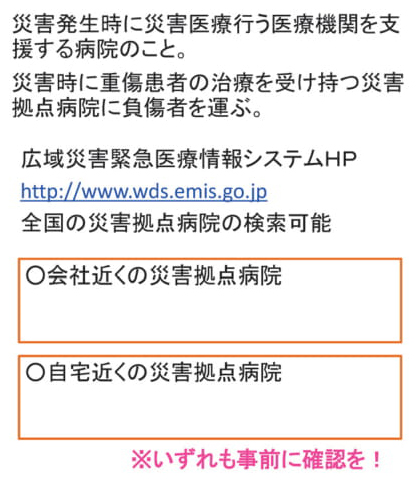 災害発生時に災害医療行う医療機関を支
援する病院のこと。
災害時に重傷患者の治療を受け持つ災害
拠点病院に負傷者を運ぶ。
広域災害緊急医療情報システムHP
http://www.wds.emis.go.jp
全国の災害拠点病院の検索可能
〇会社近くの災害拠点病院
〇自宅近くの災害拠点病院
※いずれも事前に確認を！